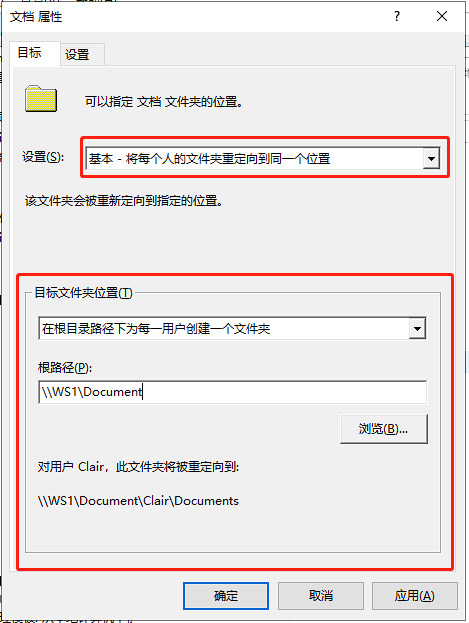 文档 属性
?
目标
设置
可以指定 文档 文件夹的位置。
设置(S):
基本 - 将每个人的文件夹重定向到同一个位置
该文件夹会被重新定向到指定的位置。
目标文件夹位置(T)
在根目录路径下为每一用户创建一个文件夹
根路径(P):
\\WS1\Document
浏览(B)...
对用户 Clair，此文件夹将被重定向到:
\\WS1\Document\Clair\Documents
确定
取消
应用(A)